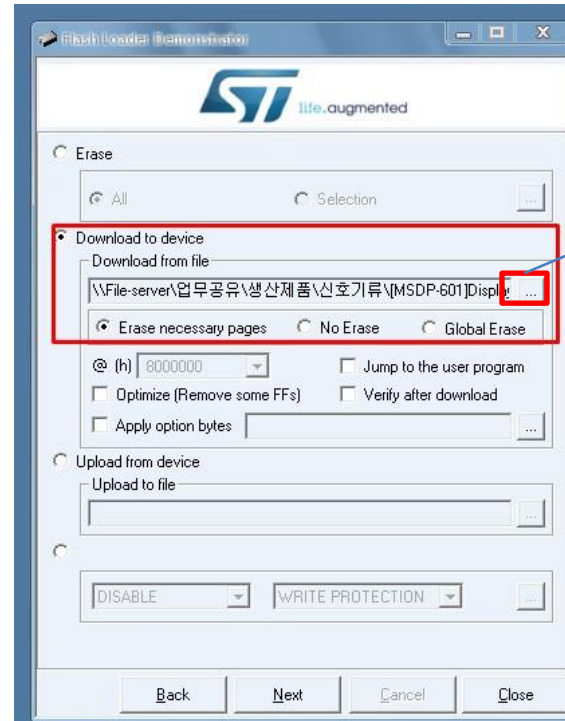 Flash Loader Demonstrator
ST life.augmented
Erase
All Selection ...
Download to device
Download from file
\\File-server\업무공유\생산제품\신호기류\[MSDP-601]Display ...
Erase necessary pages No Erase Global Erase
@ (h) 8000000 Jump to the user program
Optimize (Remove some FFs) Verify after download
Apply option bytes ...
Upload from device
Upload to file
...
DISABLE WRITE PROTECTION ...
Back Next Cancel Close